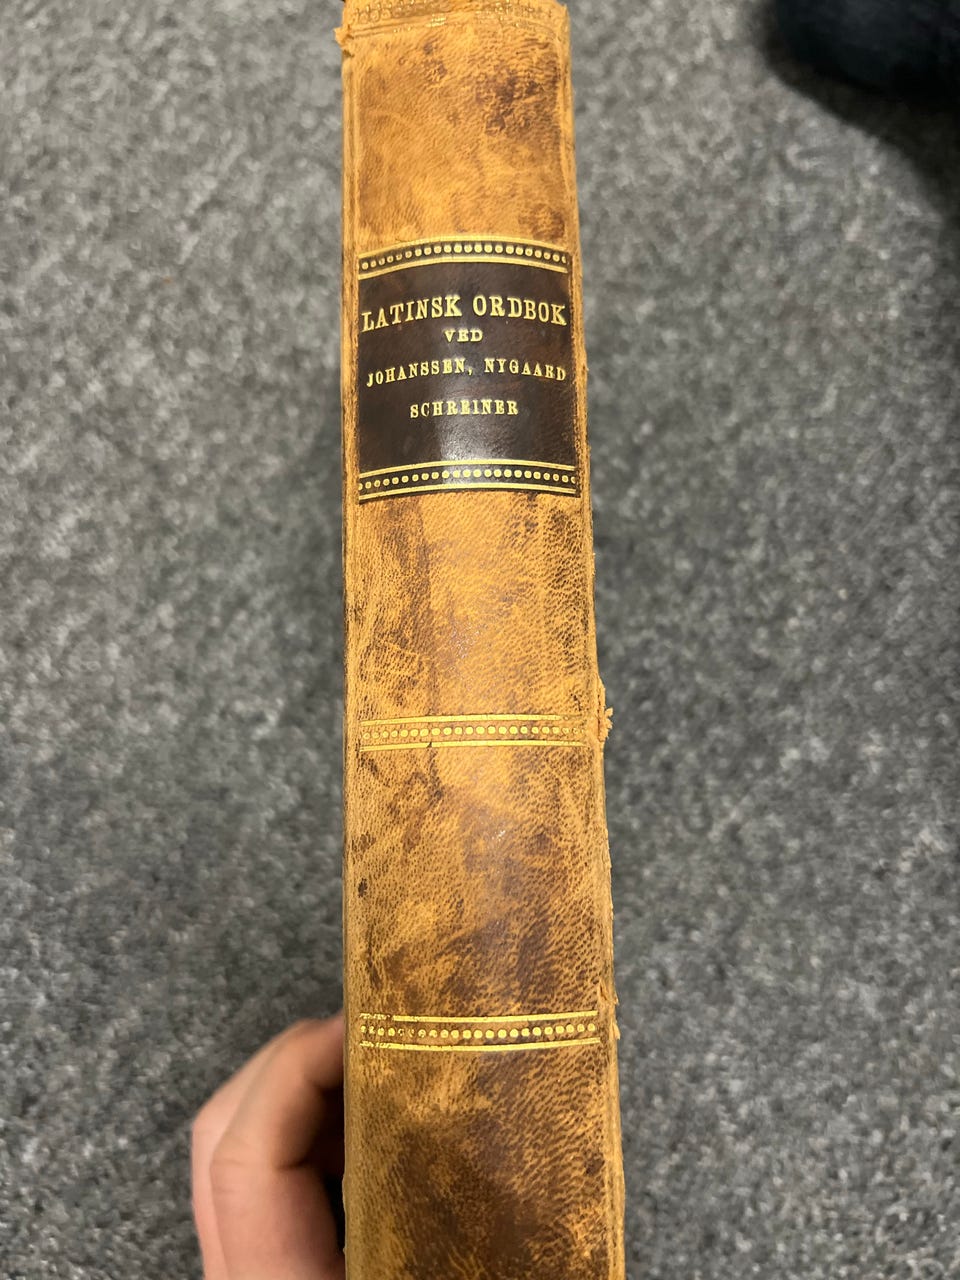 LATINSK ORDBOK
VED
JOHANSSEN, NYGAARD
SCHREINER